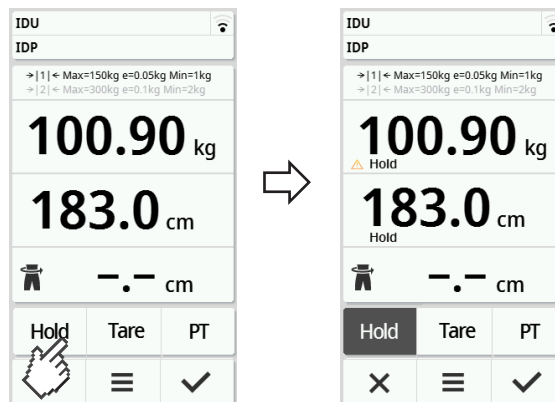 IDU
IDP
→|1|← Max=150kg e=0.05kg Min=1kg
→|2|← Max=300kg e=0.1kg Min=2kg
100.90 kg
183.0 cm
–.– cm
Hold Tare PT
IDU
IDP
→|1|← Max=150kg e=0.05kg Min=1kg
→|2|← Max=300kg e=0.1kg Min=2kg
100.90 kg
Hold
183.0 cm
Hold
–.– cm
Hold Tare PT